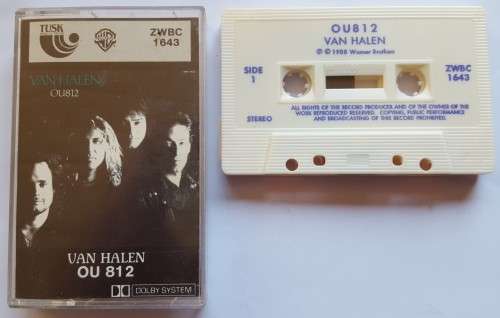 TUSK
ZWBC
1643
VAN HALEN
OU812
VAN HALEN
OU 812
DOLBY SYSTEM
OU812
VAN HALEN
℗ © 1988 Warner Brothers
SIDE
1
ZWBC
1643
STEREO
ALL RIGHTS OF THE RECORD PRODUCER AND OF THE OWNER OF THE
WORK REPRODUCED RESERVED. COPYING, PUBLIC PERFORMANCE
AND BROADCASTING OF THIS RECORD PROHIBITED.